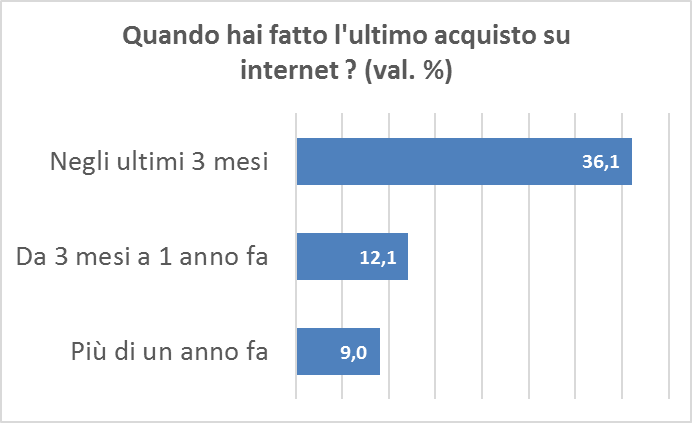 Quando hai fatto l'ultimo acquisto su
internet ? (val. %)
Negli ultimi 3 mesi
36,1
Da 3 mesi a 1 anno fa
12,1
Più di un anno fa
9,0